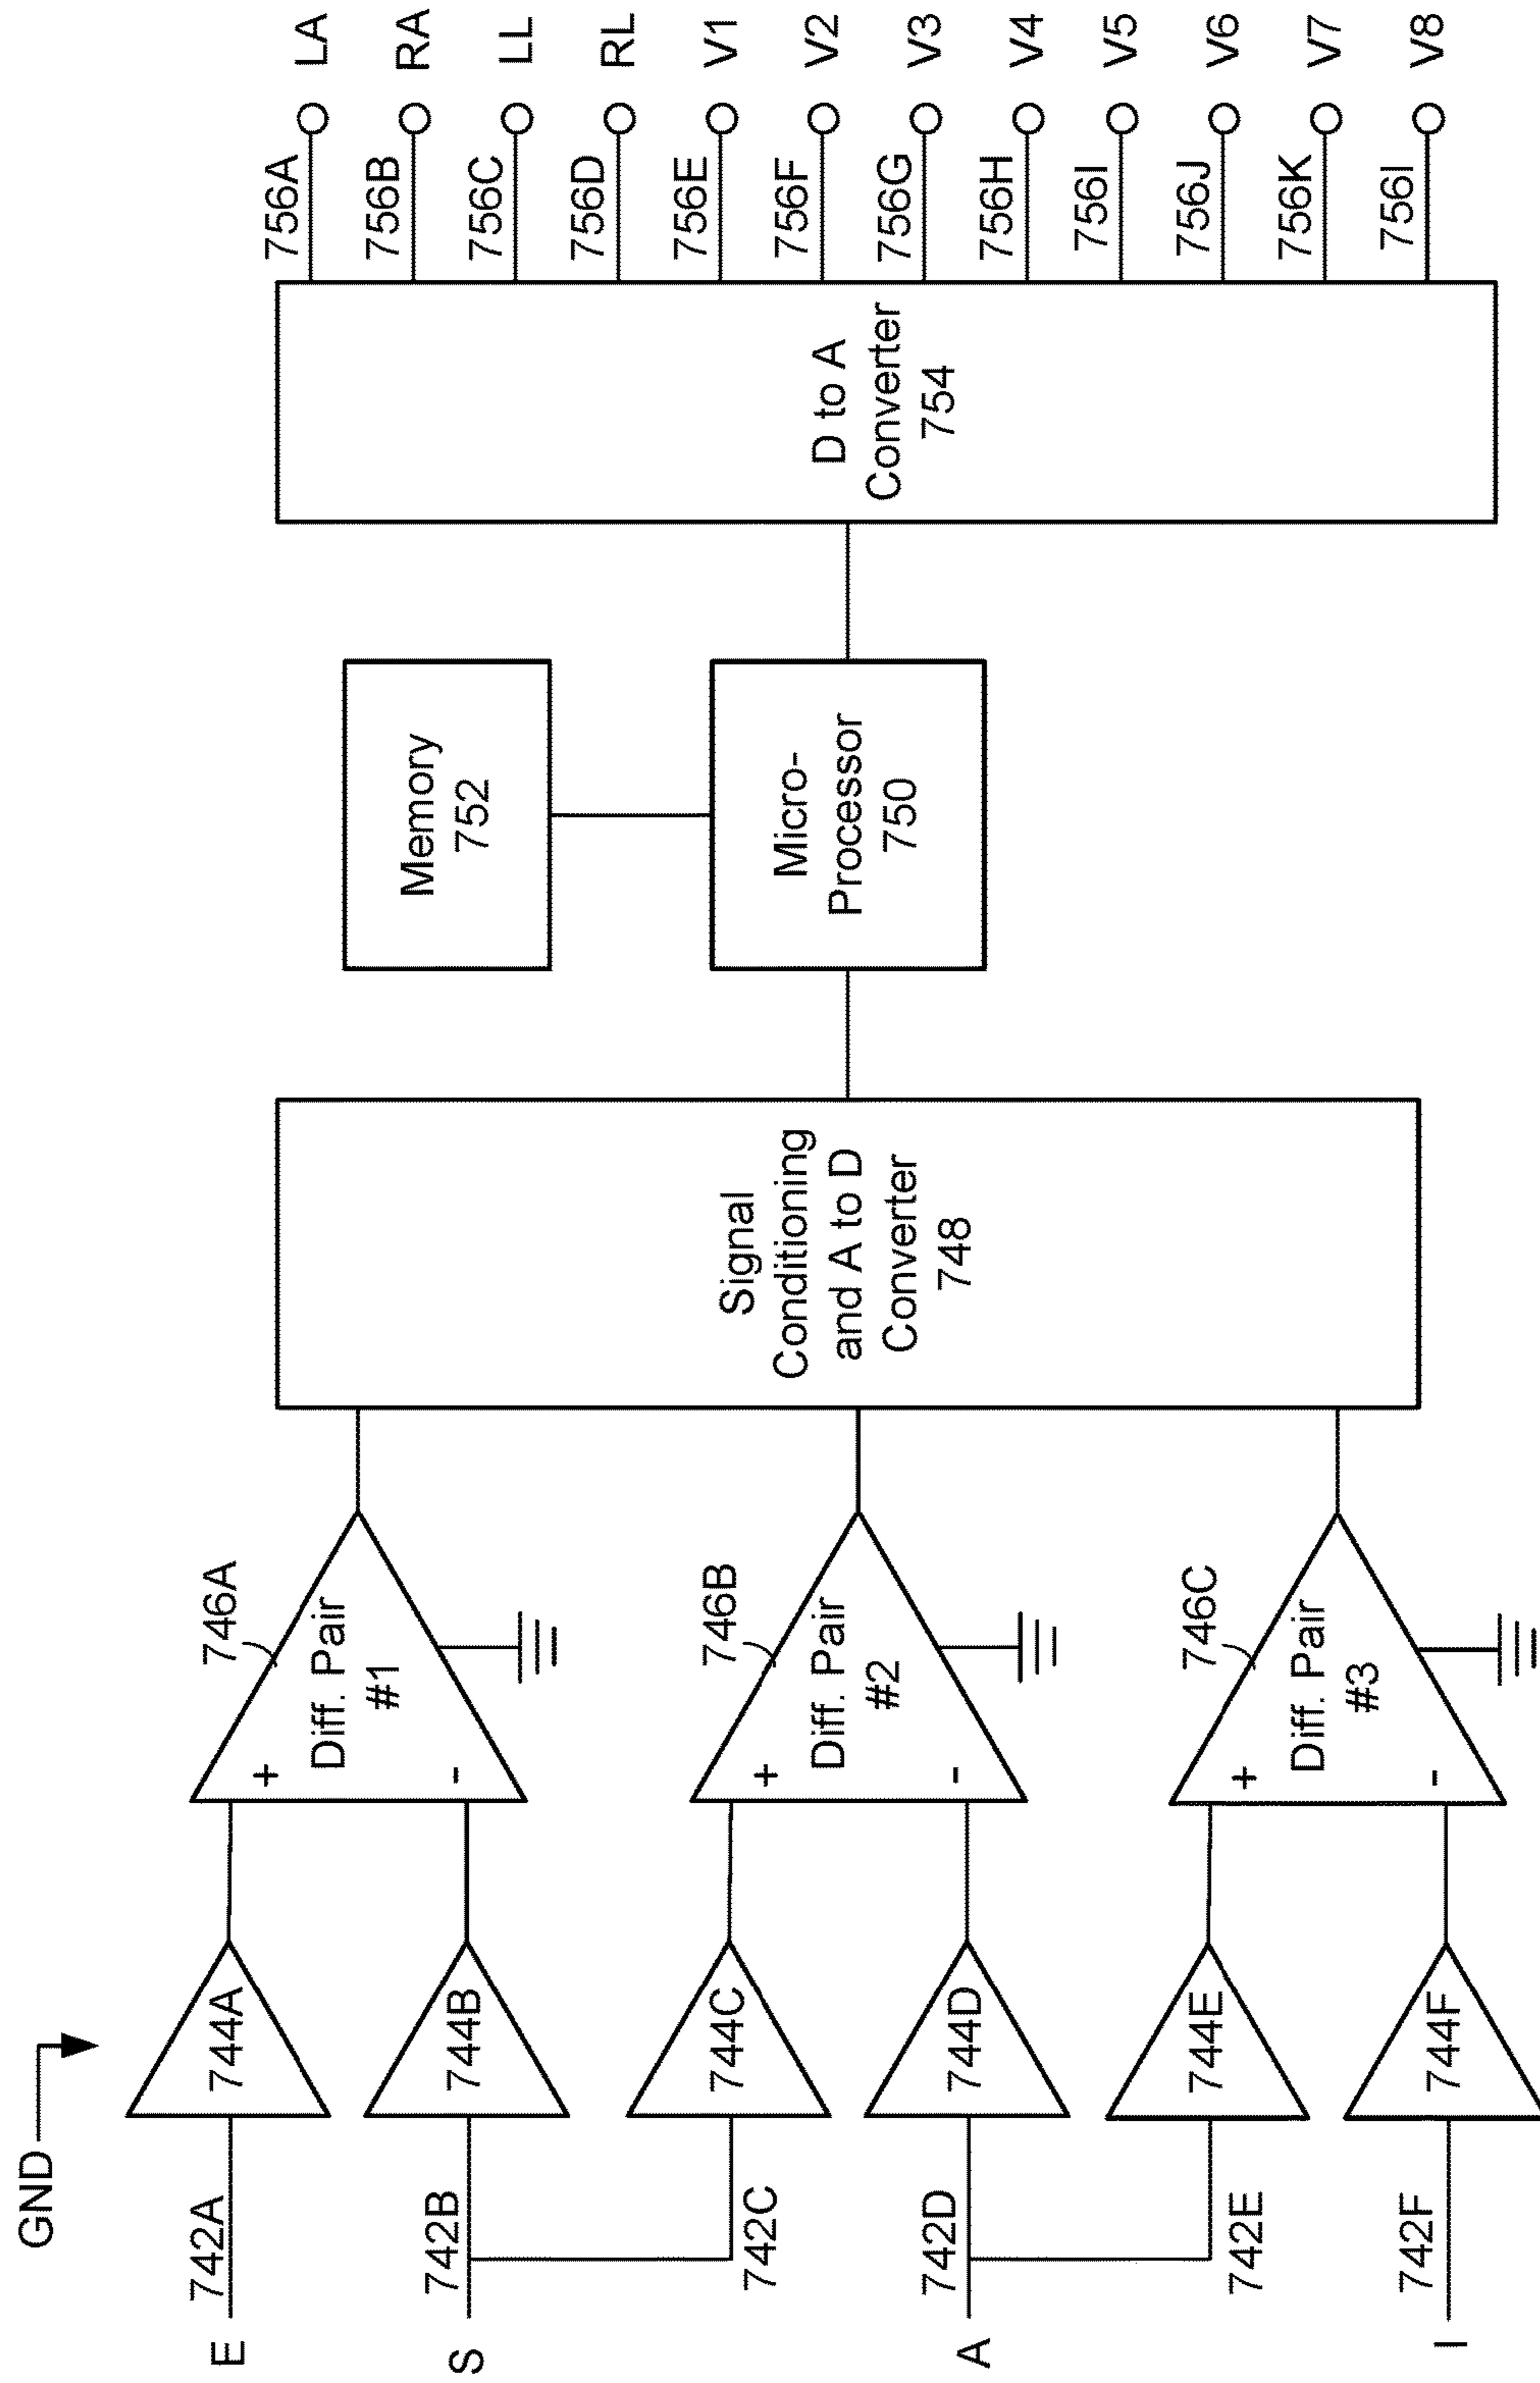 GND
E
742A
744A
S
742B
744B
742C
744C
A
742D
744D
742E
744E
I
742F
744F
746A
+
Diff. Pair
#1
-
746B
+
Diff. Pair
#2
-
746C
+
Diff. Pair
#3
-
Signal
Conditioning
and A to D
Converter
748
Memory
752
Micro-
Processor
750
D to A
Converter
754
756A LA
756B RA
756C LL
756D RL
756E V1
756F V2
756G V3
756H V4
756I V5
756J V6
756K V7
756I V8